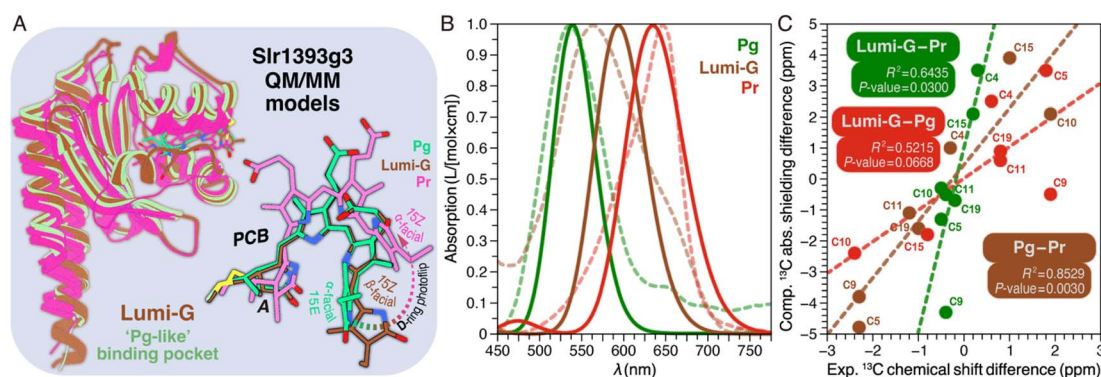 A
Slr1393g3
QM/MM
models
Pg
Lumi-G
Pr
PCB
A
15Z
α-facial
15Z
β-facial
α-facial
15E
D-ring photoflip
Lumi-G
'Pg-like'
binding pocket
B
Absorption (L/[molxcm])
1.0
0.9
0.8
0.7
0.6
0.5
0.4
0.3
0.2
0.1
0
450 500 550 600 650 700 750
λ(nm)
Pg
Lumi-G
Pr
C
Comp. ¹³C abs. shielding difference (ppm)
5
4
3
2
1
0
−1
−2
−3
−4
−5
−3 −2 −1 0 1 2 3
Exp. ¹³C chemical shift difference (ppm)
Lumi-G−Pr
R²=0.6435
P-value=0.0300
Lumi-G−Pg
R²=0.5215
P-value=0.0668
Pg−Pr
R²=0.8529
P-value=0.0030
C15
C5
C4
C4
C15
C10
C4
C19
C11
C9
C10
C11
C19
C5
C11
C19
C15
C10
C9
C5
C9